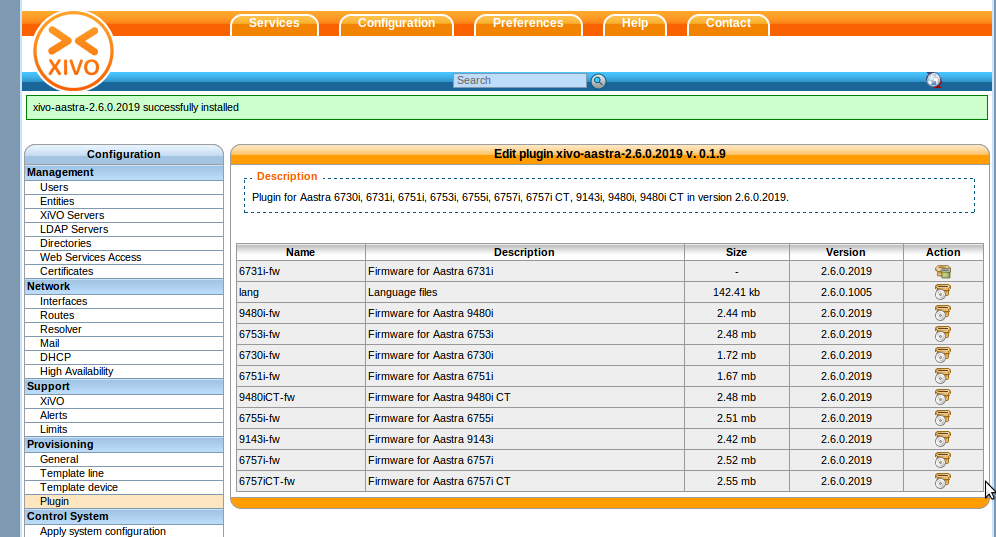 Services Configuration Preferences Help Contact
XIVO
Search
xivo-aastra-2.6.0.2019 successfully installed
Configuration
Management
Users
Entities
XiVO Servers
LDAP Servers
Directories
Web Services Access
Certificates
Network
Interfaces
Routes
Resolver
Mail
DHCP
High Availability
Support
XiVO
Alerts
Limits
Provisioning
General
Template line
Template device
Plugin
Control System
Apply system configuration
Edit plugin xivo-aastra-2.6.0.2019 v. 0.1.9
Description
Plugin for Aastra 6730i, 6731i, 6751i, 6753i, 6755i, 6757i, 6757i CT, 9143i, 9480i, 9480i CT in version 2.6.0.2019.
Name Description Size Version Action
6731i-fw Firmware for Aastra 6731i - 2.6.0.2019
lang Language files 142.41 kb 2.6.0.1005
9480i-fw Firmware for Aastra 9480i 2.44 mb 2.6.0.2019
6753i-fw Firmware for Aastra 6753i 2.48 mb 2.6.0.2019
6730i-fw Firmware for Aastra 6730i 1.72 mb 2.6.0.2019
6751i-fw Firmware for Aastra 6751i 1.67 mb 2.6.0.2019
9480iCT-fw Firmware for Aastra 9480i CT 2.48 mb 2.6.0.2019
6755i-fw Firmware for Aastra 6755i 2.51 mb 2.6.0.2019
9143i-fw Firmware for Aastra 9143i 2.42 mb 2.6.0.2019
6757i-fw Firmware for Aastra 6757i 2.52 mb 2.6.0.2019
6757iCT-fw Firmware for Aastra 6757i CT 2.55 mb 2.6.0.2019